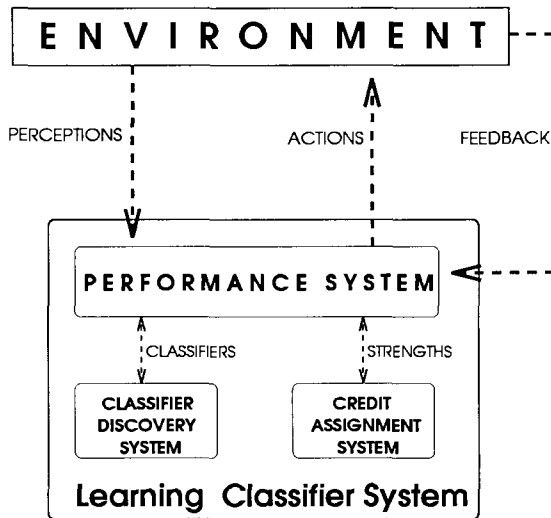 ENVIRONMENT
PERCEPTIONS
ACTIONS
FEEDBACK
PERFORMANCE SYSTEM
CLASSIFIERS
STRENGTHS
CLASSIFIER
DISCOVERY
SYSTEM
CREDIT
ASSIGNMENT
SYSTEM
Learning Classifier System